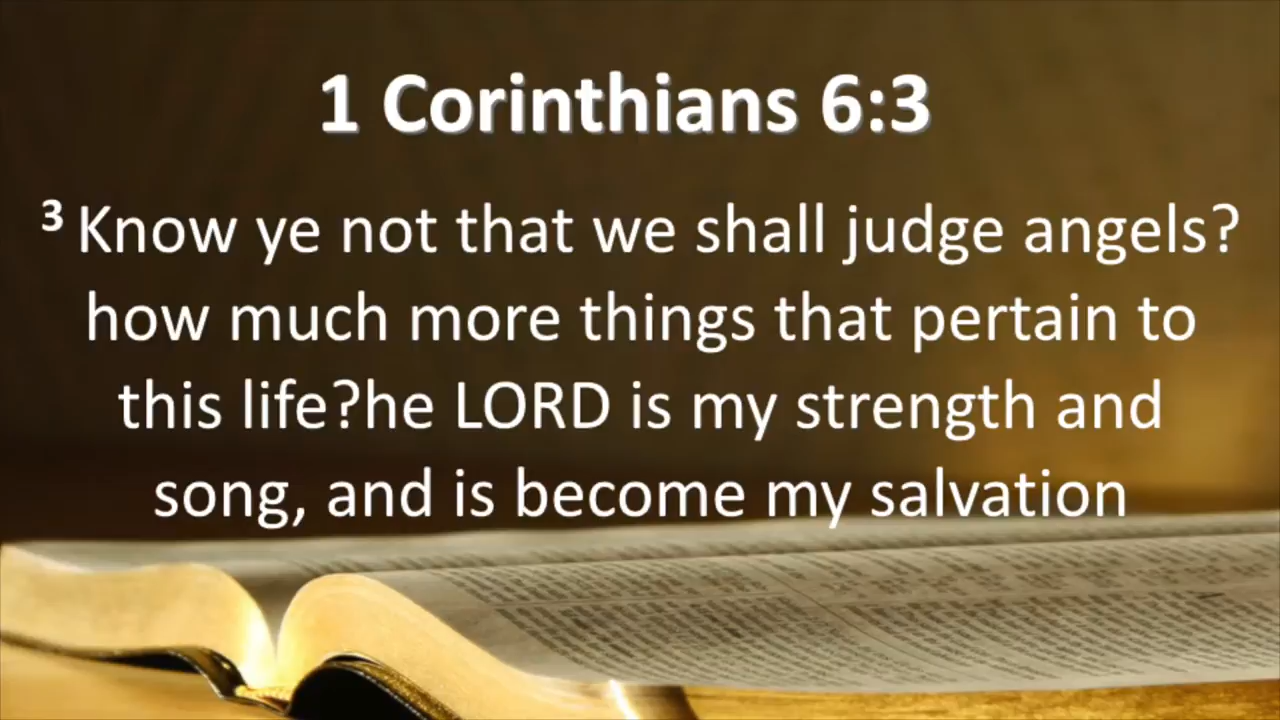 1 Corinthians 6:3
3 Know ye not that we shall judge angels?
how much more things that pertain to
this life?he LORD is my strength and
song, and is become my salvation